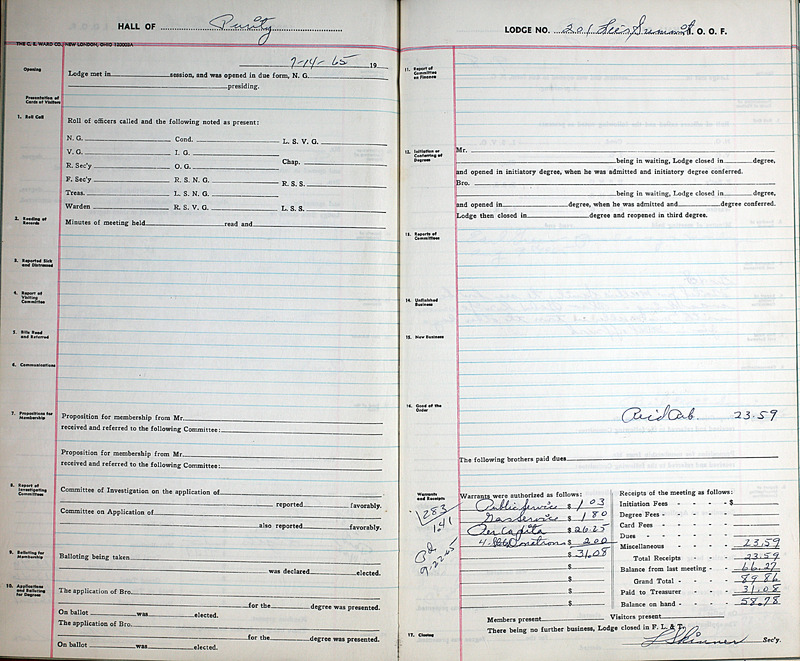 HALL OF Purity
THE C. E. WARD CO., NEW LONDON, OHIO
7-14-65 19
Opening
Lodge met in session, and was opened in due form, N. G.
presiding.
Presentation of Cards of Visitors
1. Roll Call
Roll of officers called and the following noted as present:
N. G. Cond. L. S. V. G.
V. G. I. G.
Chap.
R. Sec'y O. G.
F. Sec'y R. S. N. G.
R. S. S.
Treas. L. S. N. G.
Warden R. S. V. G. L. S. S.
2. Reading of Records
Minutes of meeting held read and
3. Reported Sick and Distressed
4. Report of Visiting Committee
5. Bills Read and Referred
6. Communications
7. Propositions for Membership
Proposition for membership from Mr.
received and referred to the following Committee:
Proposition for membership from Mr.
received and referred to the following Committee:
8. Report of Investigating Committees
Committee of Investigation on the application of
reported favorably.
Committee on Application of
also reported favorably.
9. Balloting for Membership
Balloting being taken
was declared elected.
10. Applications and Balloting for Degrees
The application of Bro.
for the degree was presented.
On ballot was elected.
The application of Bro.
for the degree was presented.
On ballot was elected.
LODGE NO. 201 Lee's Summit I. O. O. F.
11. Report of Committee on Finance
12. Initiation or Conferring of Degrees
Mr.
being in waiting, Lodge closed in degree,
and opened in initiatory degree, when he was admitted and initiatory degree conferred.
Bro.
being in waiting, Lodge closed in degree,
and opened in degree, when he was admitted and degree conferred.
Lodge then closed in degree and reopened in third degree.
13. Reports of Committees
14. Unfinished Business
15. New Business
16. Good of the Order
23.59
The following brothers paid dues
Warrants and Receipts
Warrants were authorized as follows:
Public Service $ 1 03
Gas Service $ 1 80
Per Capita $ 26.25
Donations $ 2 00
$ 31.08
$
$
$
1283
1641
Pd
9-22-65
Receipts of the meeting as follows:
Initiation Fees - - $
Degree Fees - - -
Card Fees - - -
Dues - - - -
Miscellaneous - - - 23.59
Total Receipts - - 23.59
Balance from last meeting - 66.27
Grand Total - - 89 86
Paid to Treasurer - - 31.08
Balance on hand - - 58.78
Members present Visitors present
17. Closing
There being no further business, Lodge closed in F. L. & T.
L Skinner Sec'y.